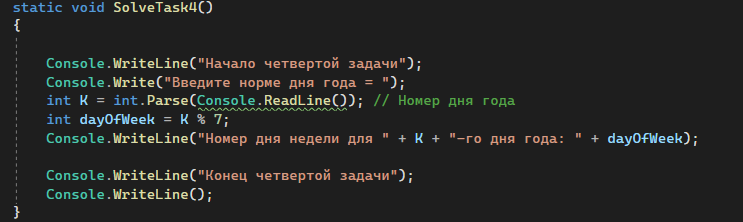 static void SolveTask4()
{
Console.WriteLine("Начало четвертой задачи");
Console.Write("Введите норме дня года = ");
int K = int.Parse(Console.ReadLine()); // Номер дня года
int dayOfWeek = K % 7;
Console.WriteLine("Номер дня недели для " + K + "-го дня года: " + dayOfWeek);
Console.WriteLine("Конец четвертой задачи");
Console.WriteLine();
}